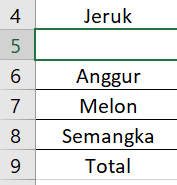 4 Jeruk
5
6 Anggur
7 Melon
8 Semangka
9 Total